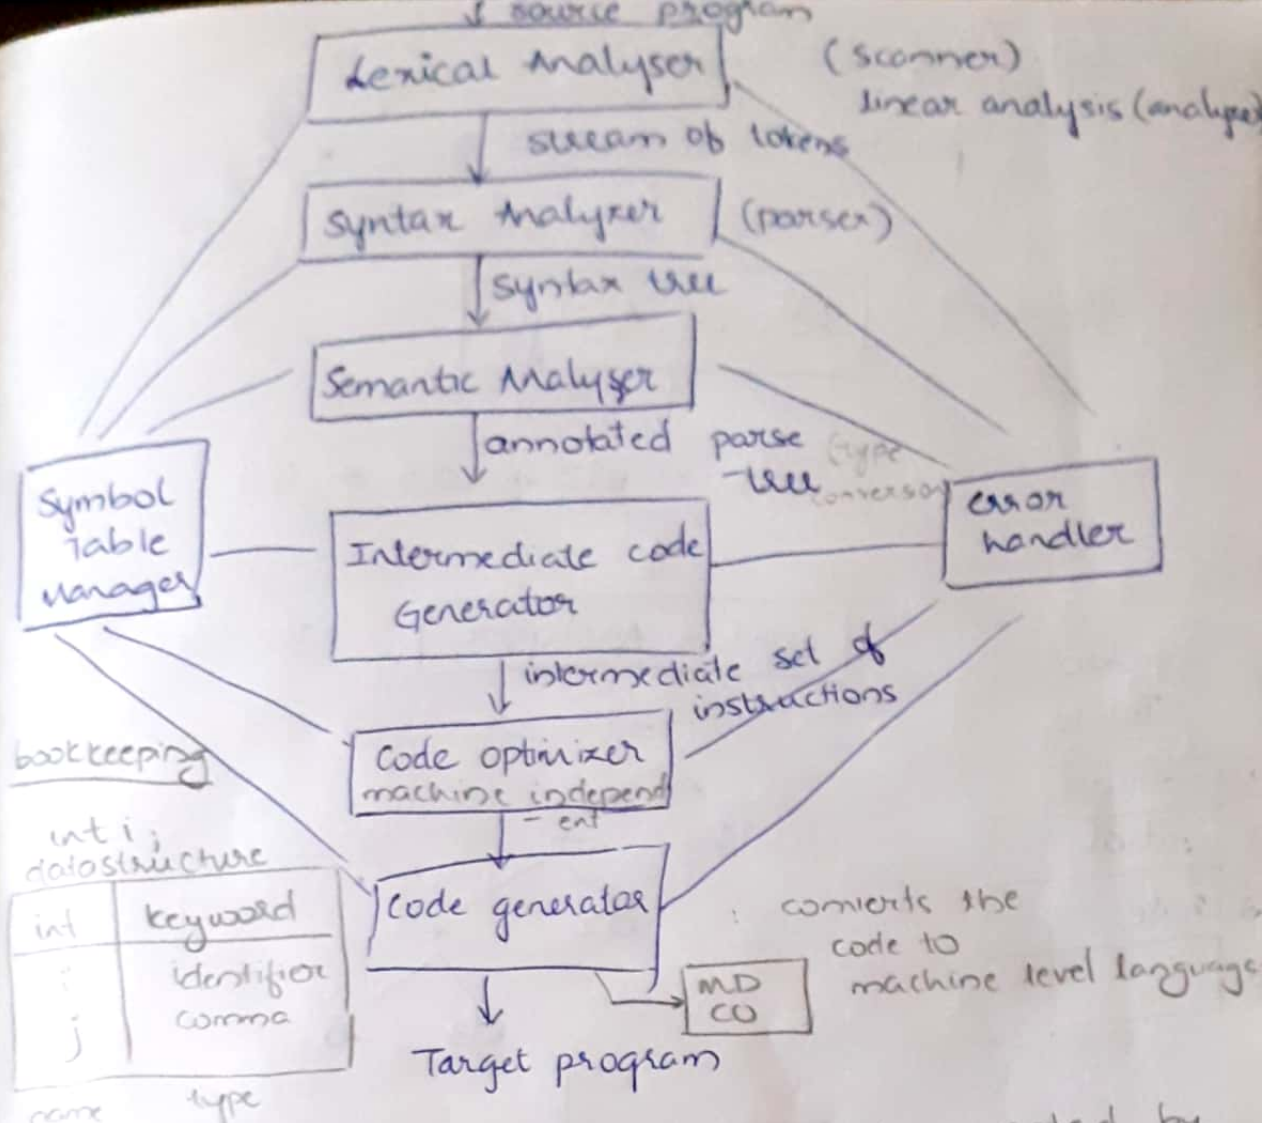 source program
Lexical Analyser
(scanner)
linear analysis (analyze)
stream of tokens
Syntax Analyzer
(parser)
syntax tree
Semantic Analyser
annotated parse
tree
(type
conversion
Symbol
Table
Manager
error
handler
Intermediate code
Generator
intermediate set of
instructions
Code optimizer
machine independ
- ent
bookkeeping
int i ;
datastructure
int keyword
i identifier
; comma
name type
Code generator
: converts the
code to
machine level language
MD
CO
Target program
by